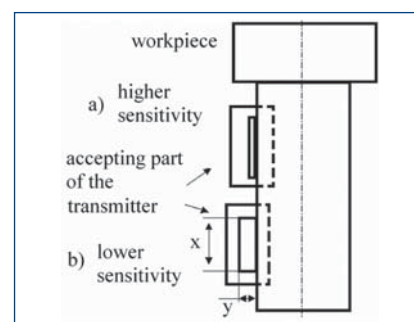 workpiece
a) higher
sensitivity
accepting part
of the
transmitter
x
b) lower
sensitivity
y